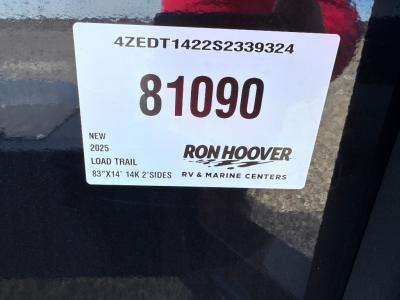 4ZEDT1422S2339324
81090
NEW
2025
LOAD TRAIL
83"X14' 14K 2'SIDES
RON HOOVER
RV & MARINE CENTERS